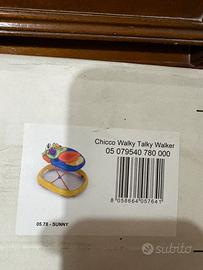 Chicco Walky Talky Walker
05 079540 780 000
05.78 - SUNNY
8 058664 057641
subito